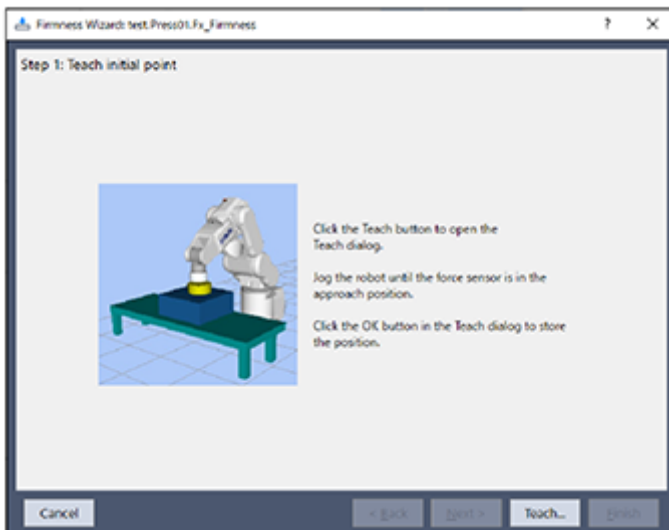 Firmness Wizard: test.Press01.Fx_Firmness
?
Step 1: Teach initial point
Click the Teach button to open the
Teach dialog.
Jog the robot until the force sensor is in the
approach position.
Click the OK button in the Teach dialog to store
the position.
Cancel
< Back
Next >
Teach...
Finish